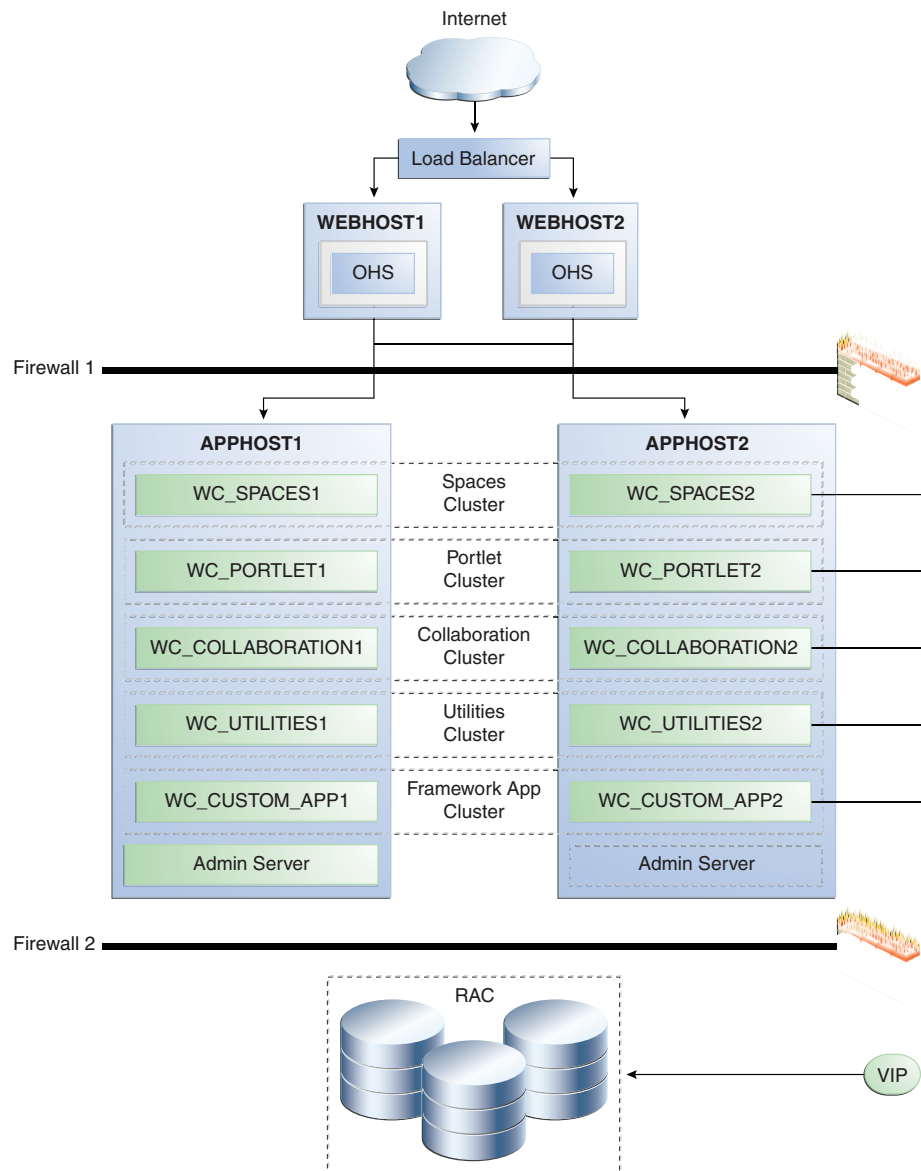 Internet
Load Balancer
WEBHOST1
WEBHOST2
OHS
OHS
Firewall 1
APPHOST1
APPHOST2
WC_SPACES1
Spaces
Cluster
WC_SPACES2
WC_PORTLET1
Portlet
Cluster
WC_PORTLET2
WC_COLLABORATION1
Collaboration
Cluster
WC_COLLABORATION2
WC_UTILITIES1
Utilities
Cluster
WC_UTILITIES2
WC_CUSTOM_APP1
Framework App
Cluster
WC_CUSTOM_APP2
Admin Server
Admin Server
Firewall 2
RAC
VIP